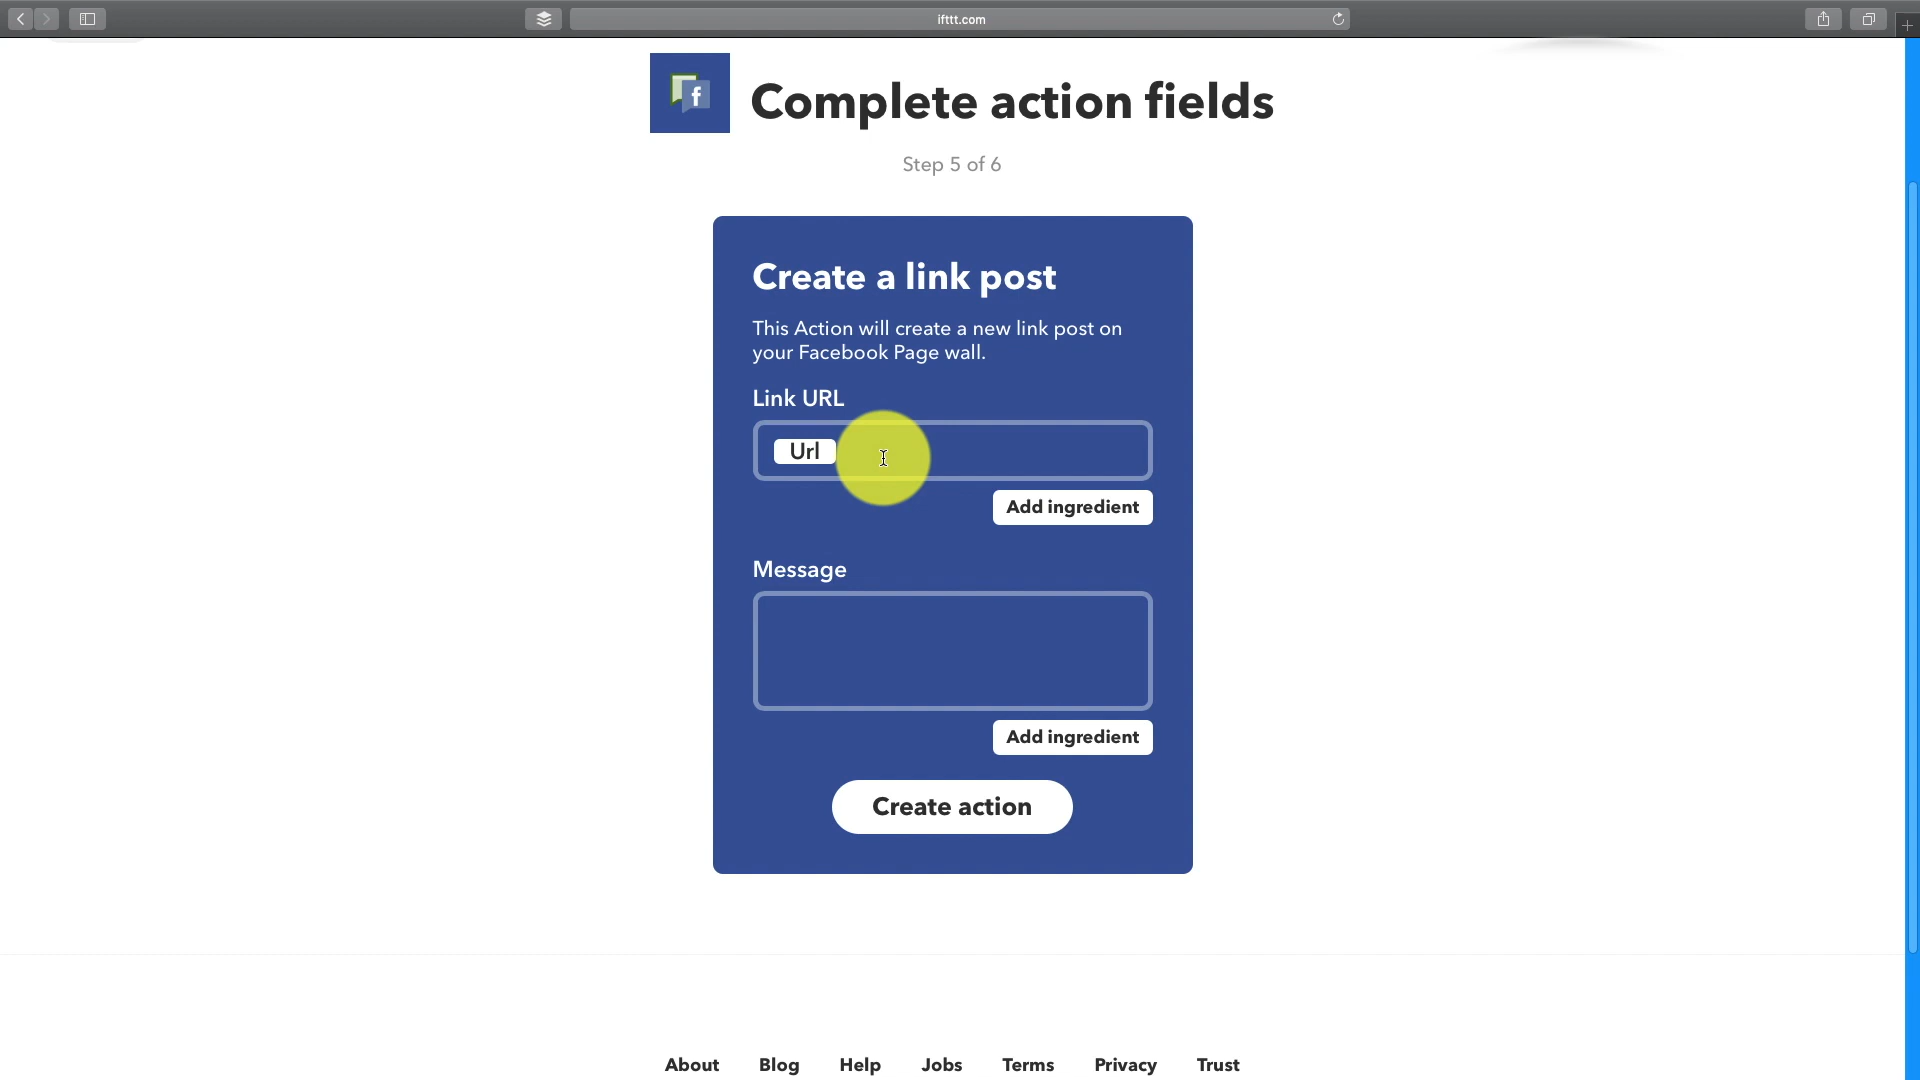 ifttt.com
f
Complete action fields
Step 5 of 6
Create a link post
This Action will create a new link post on
your Facebook Page wall.
Link URL
Url
Add ingredient
Message
Add ingredient
Create action
About Blog Help Jobs Terms Privacy Trust